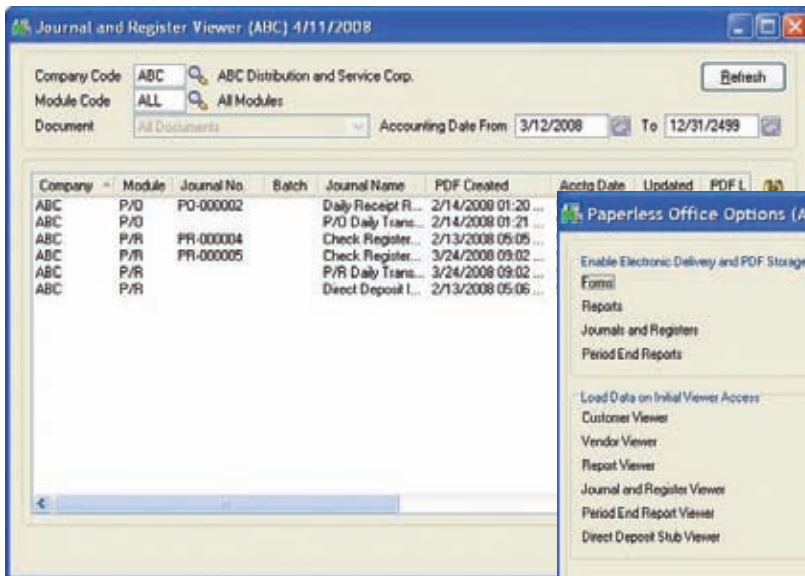 Journal and Register Viewer (ABC) 4/11/2008
Company Code ABC ABC Distribution and Service Corp. Refresh
Module Code ALL All Modules
Document All Documents Accounting Date From 3/12/2008 To 12/31/2499
Company Module Journal No. Batch Journal Name PDF Created Acctg Date Updated PDF L
ABC P/O PO-000002 Daily Receipt R... 2/14/2008 01:20 ...
ABC P/O P/O Daily Trans... 2/14/2008 01:21 ...
ABC P/R PR-000004 Check Register... 2/13/2008 05:05 ...
ABC P/R PR-000005 Check Register... 3/24/2008 09:02 ...
ABC P/R P/R Daily Trans... 3/24/2008 09:02 ...
ABC P/R Direct Deposit I... 2/13/2008 05:06 ...
Paperless Office Options (A
Enable Electronic Delivery and PDF Storage
Forms
Reports
Journals and Registers
Period End Reports
Load Data on Initial Viewer Access
Customer Viewer
Vendor Viewer
Report Viewer
Journal and Register Viewer
Period End Report Viewer
Direct Deposit Stub Viewer